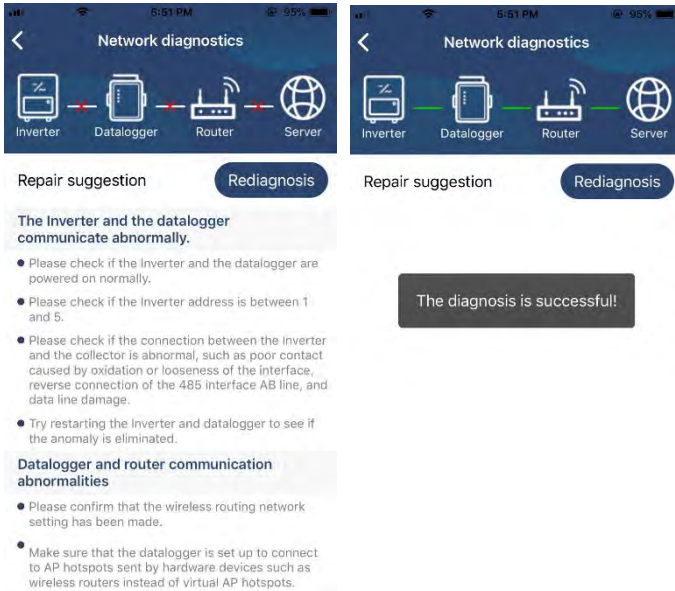 5:51 PM
95%
Network diagnostics
Inverter
Datalogger
Router
Server
Repair suggestion
Rediagnosis
The Inverter and the datalogger
communicate abnormally.
Please check if the Inverter and the datalogger are
powered on normally.
Please check if the Inverter address is between 1
and 5.
Please check if the connection between the Inverter
and the collector is abnormal, such as poor contact
caused by oxidation or looseness of the interface,
reverse connection of the 485 interface AB line, and
data line damage.
Try restarting the Inverter and datalogger to see if
the anomaly is eliminated.
Datalogger and router communication
abnormalities
Please confirm that the wireless routing network
setting has been made.
Make sure that the datalogger is set up to connect
to AP hotspots sent by hardware devices such as
wireless routers instead of virtual AP hotspots.
5:51 PM
95%
Network diagnostics
Inverter
Datalogger
Router
Server
Repair suggestion
Rediagnosis
The diagnosis is successful!